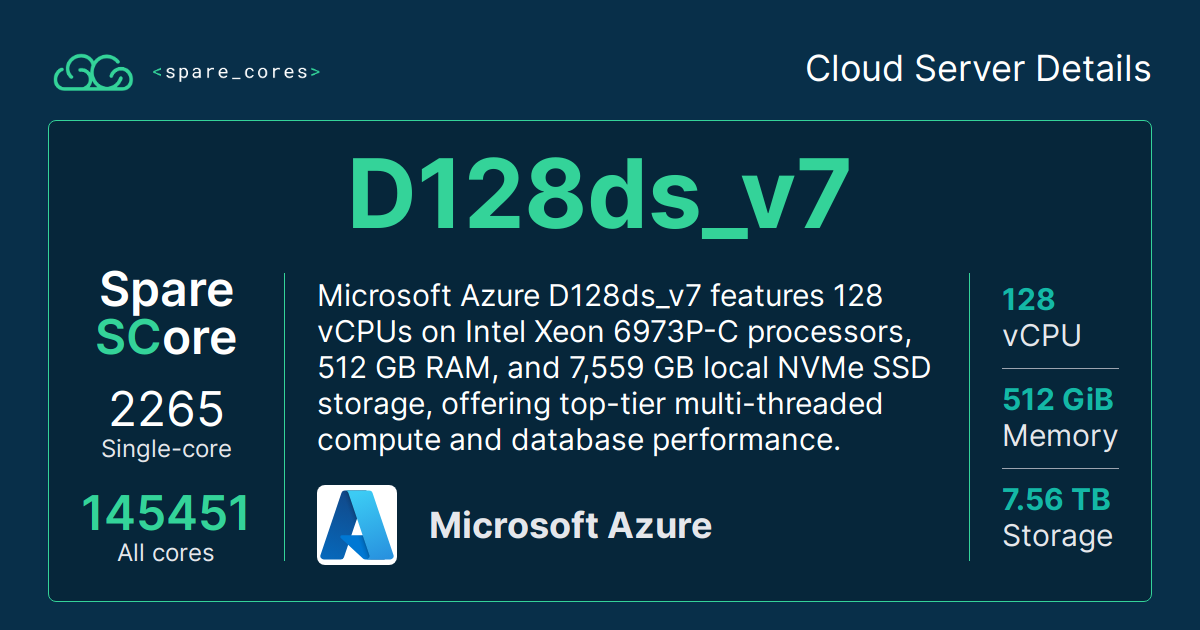 <spare_cores>
Cloud Server Details
D128ds_v7
Spare
SCore
2265
Single-core
145451
All cores
Microsoft Azure D128ds_v7 features 128
vCPUs on Intel Xeon 6973P-C processors,
512 GB RAM, and 7,559 GB local NVMe SSD
storage, offering top-tier multi-threaded
compute and database performance.
Microsoft Azure
128
vCPU
512 GiB
Memory
7.56 TB
Storage